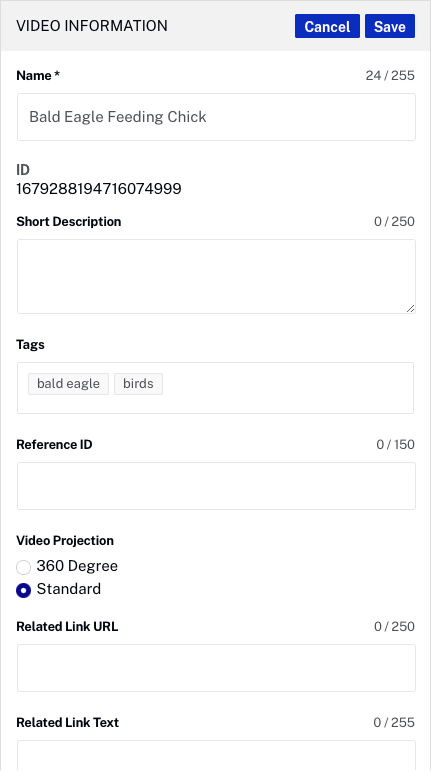 VIDEO INFORMATION Cancel Save
Name * 24 / 255
Bald Eagle Feeding Chick
ID
1679288194716074999
Short Description 0 / 250
Tags
bald eagle birds
Reference ID 0 / 150
Video Projection
360 Degree
Standard
Related Link URL 0 / 250
Related Link Text 0 / 255